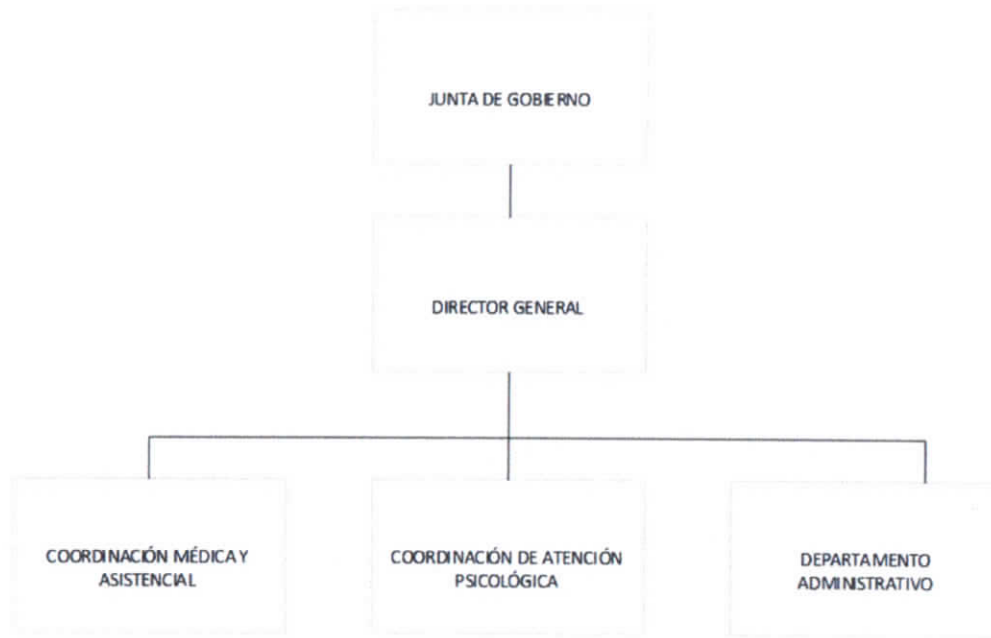 JUNTA DE GOBIERNO
DIRECTOR GENERAL
COORDINACIÓN MÉDICA Y
ASISTENCIAL
COORDINACIÓN DE ATENCIÓN
PSICOLÓGICA
DEPARTAMENTO
ADMINISTRATIVO